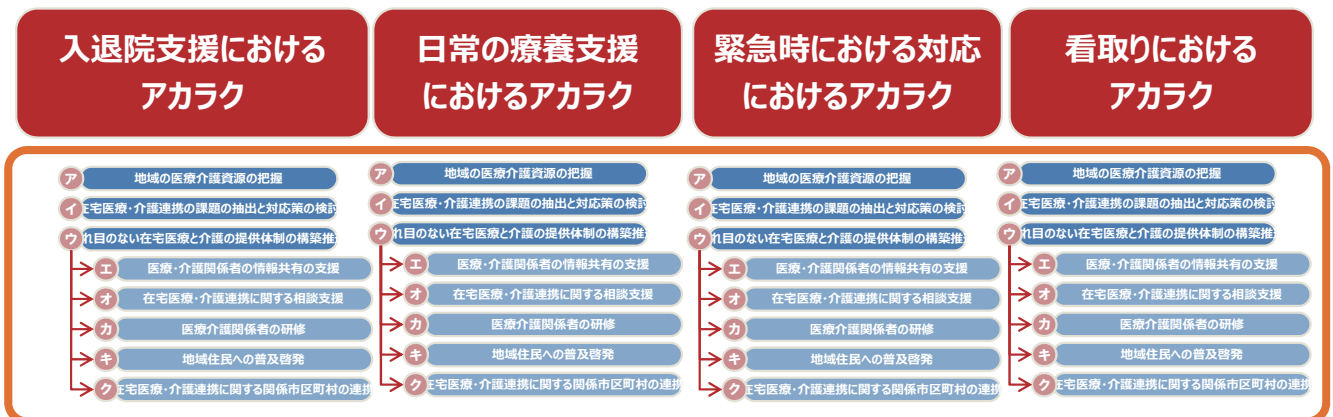 入退院支援における
アカラク
日常の療養支援
におけるアカラク
緊急時における対応
におけるアカラク
看取りにおける
アカラク
ア 地域の医療介護資源の把握
イ 在宅医療・介護連携の課題の抽出と対応策の検討
ウ れ目のない在宅医療と介護の提供体制の構築推進
エ 医療・介護関係者の情報共有の支援
オ 在宅医療・介護連携に関する相談支援
カ 医療介護関係者の研修
キ 地域住民への普及啓発
ク 在宅医療・介護連携に関する関係市区町村の連携
ア 地域の医療介護資源の把握
イ 在宅医療・介護連携の課題の抽出と対応策の検討
ウ れ目のない在宅医療と介護の提供体制の構築推進
エ 医療・介護関係者の情報共有の支援
オ 在宅医療・介護連携に関する相談支援
カ 医療介護関係者の研修
キ 地域住民への普及啓発
ク 在宅医療・介護連携に関する関係市区町村の連携
ア 地域の医療介護資源の把握
イ 在宅医療・介護連携の課題の抽出と対応策の検討
ウ れ目のない在宅医療と介護の提供体制の構築推進
エ 医療・介護関係者の情報共有の支援
オ 在宅医療・介護連携に関する相談支援
カ 医療介護関係者の研修
キ 地域住民への普及啓発
ク 在宅医療・介護連携に関する関係市区町村の連携
ア 地域の医療介護資源の把握
イ 在宅医療・介護連携の課題の抽出と対応策の検討
ウ れ目のない在宅医療と介護の提供体制の構築推進
エ 医療・介護関係者の情報共有の支援
オ 在宅医療・介護連携に関する相談支援
カ 医療介護関係者の研修
キ 地域住民への普及啓発
ク 在宅医療・介護連携に関する関係市区町村の連携